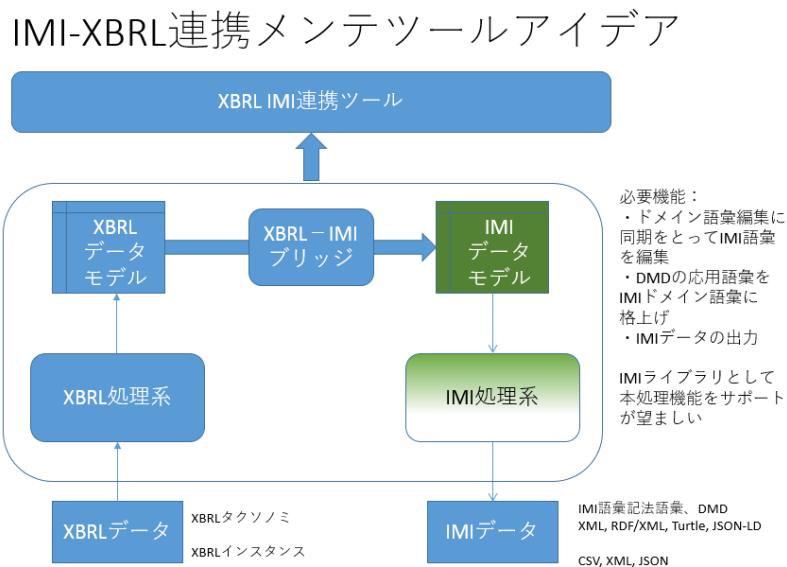 IMI-XBRL連携メンテツールアイデア
XBRL IMI連携ツール
XBRL
データ
モデル
XBRL－IMI
ブリッジ
IMI
データ
モデル
必要機能：
・ドメイン語彙編集に
同期をとってIMI語彙
を編集
・DMDの応用語彙を
IMIドメイン語彙に
格上げ
・IMIデータの出力
IMIライブラリとして
本処理機能をサポート
が望ましい
XBRL処理系
IMI処理系
XBRLデータ
XBRLタクソノミ
XBRLインスタンス
IMIデータ
IMI語彙記法語彙、DMD
XML, RDF/XML, Turtle, JSON-LD
CSV, XML, JSON